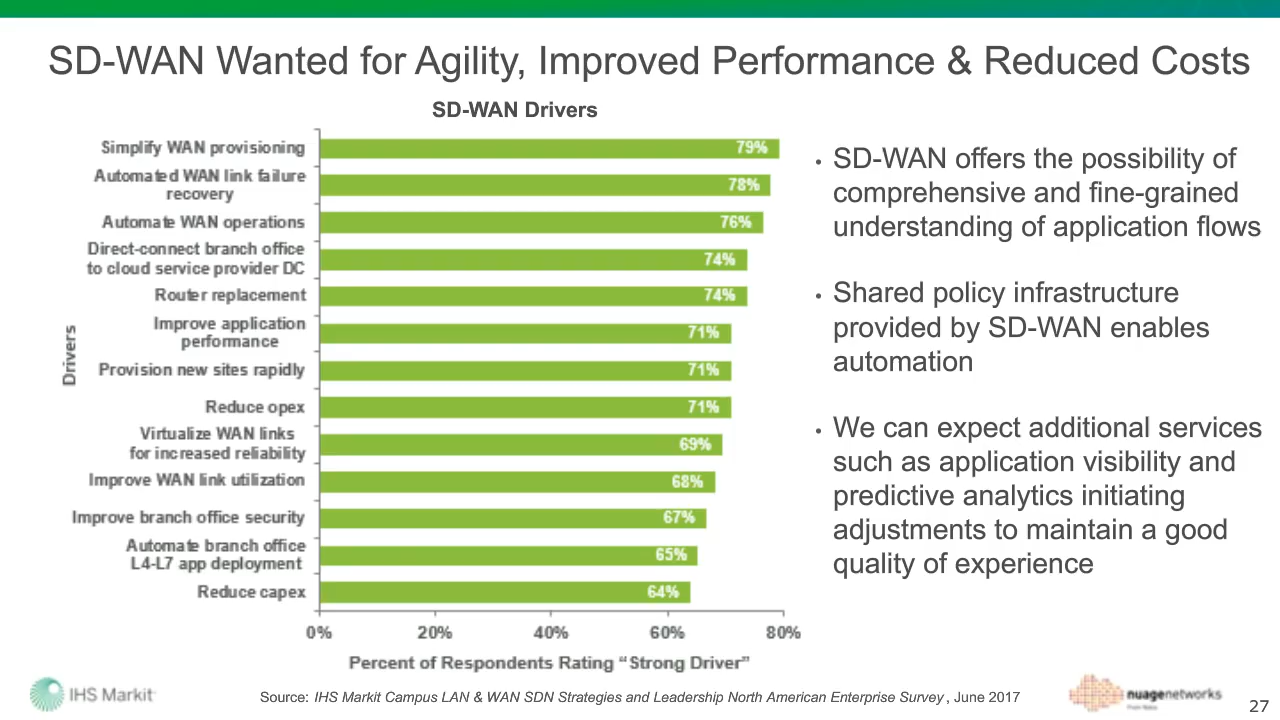 SD-WAN Wanted for Agility, Improved Performance & Reduced Costs
SD-WAN Drivers
Drivers
Simplify WAN provisioning
79%
Automated WAN link failure
recovery
78%
Automate WAN operations
76%
Direct-connect branch office
to cloud service provider DC
74%
Router replacement
74%
Improve application
performance
71%
Provision new sites rapidly
71%
Reduce opex
71%
Virtualize WAN links
for increased reliability
69%
Improve WAN link utilization
68%
Improve branch office security
67%
Automate branch office
L4-L7 app deployment
65%
Reduce capex
64%
0% 20% 40% 60% 80%
Percent of Respondents Rating “Strong Driver”
• SD-WAN offers the possibility of
comprehensive and fine-grained
understanding of application flows
• Shared policy infrastructure
provided by SD-WAN enables
automation
• We can expect additional services
such as application visibility and
predictive analytics initiating
adjustments to maintain a good
quality of experience
IHS Markit
Source: IHS Markit Campus LAN & WAN SDN Strategies and Leadership North American Enterprise Survey, June 2017
nuagenetworks
27